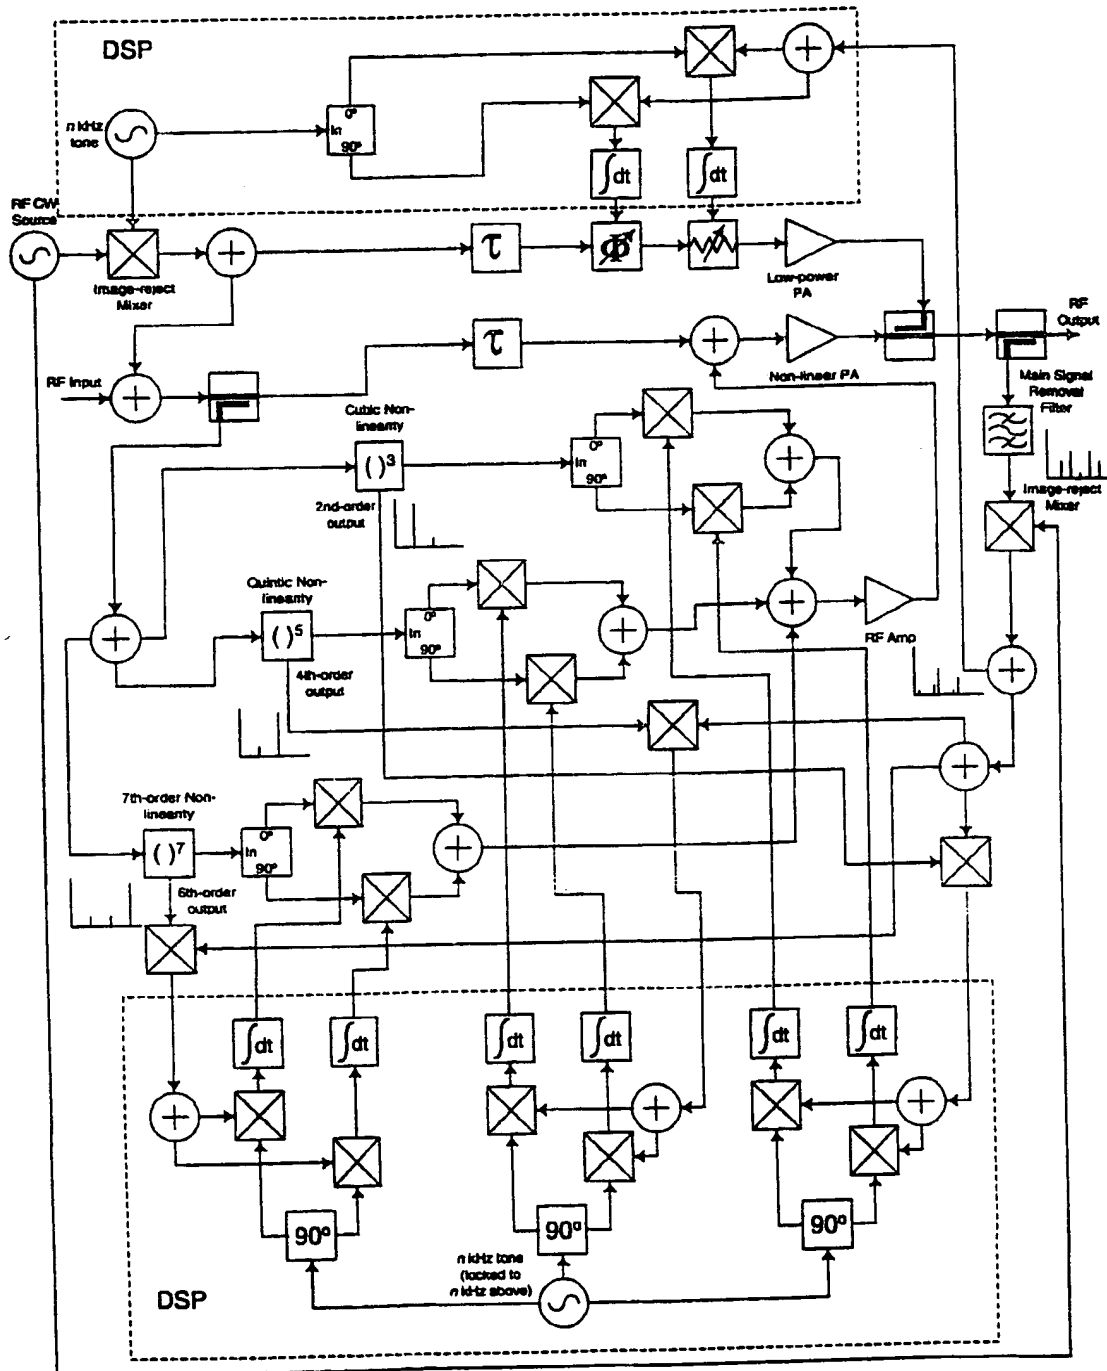 DSP
n kHz
tone
0°
In
90°
∫dt
∫dt
RF CW
Source
τ
Φ
Image-reject
Mixer
Low-power
PA
RF
Output
τ
RF Input
Non-linear PA
Main Signal
Removal
Filter
Cubic Non-
linearity
( )³
0°
In
90°
2nd-order
output
Image-reject
Mixer
Quintic Non-
linearity
( )⁵
0°
In
90°
RF Amp
4th-order
output
7th-order Non-
linearity
( )⁷
0°
In
90°
6th-order
output
∫dt
∫dt
∫dt
∫dt
∫dt
∫dt
90°
90°
90°
n kHz tone
(locked to
n kHz above)
DSP